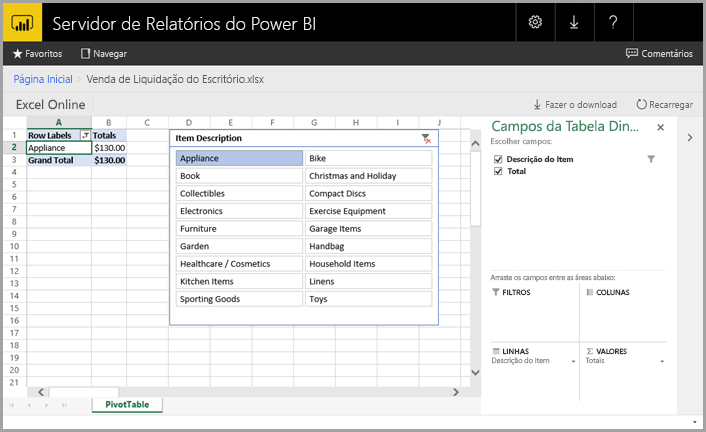 Servidor de Relatórios do Power BI
Favoritos Navegar Comentários
Página Inicial Venda de Liquidação do Escritório.xlsx
Excel Online Fazer o download Recarregar
A B C D E F G H I J
1 Row Labels Totals
2 Appliance $130.00
3 Grand Total $130.00
4
5
6
7
8
9
10
11
12
13
14
15
16
17
18
19
20
21
Item Description
Appliance Bike
Book Christmas and Holiday
Collectibles Compact Discs
Electronics Exercise Equipment
Furniture Garage Items
Garden Handbag
Healthcare / Cosmetics Household Items
Kitchen Items Linens
Sporting Goods Toys
PivotTable
Campos da Tabela Din...
Escolher campos:
Descrição do Item
Total
Arraste os campos entre as áreas abaixo:
FILTROS COLUNAS
LINHAS VALORES
Descrição do Item Totals